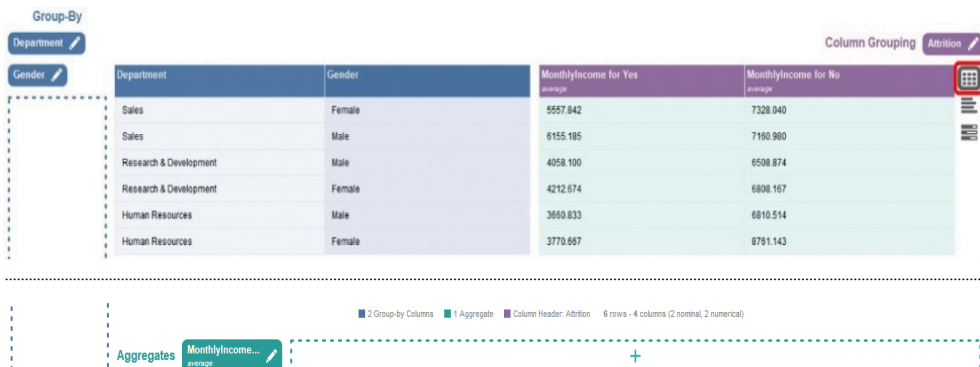 Group-By
Department
Column Grouping Attrition
Gender
Department Gender MonthlyIncome for Yes MonthlyIncome for No
average average
Sales Female 5557.842 7328.040
Sales Male 6155.185 7160.980
Research & Development Male 4058.100 6508.874
Research & Development Female 4212.674 6808.167
Human Resources Male 3660.833 6810.514
Human Resources Female 3770.667 8761.143
2 Group-by Columns 1 Aggregate Column Header: Attrition 6 rows - 4 columns (2 nominal, 2 numerical)
Aggregates MonthlyIncome...
average
+